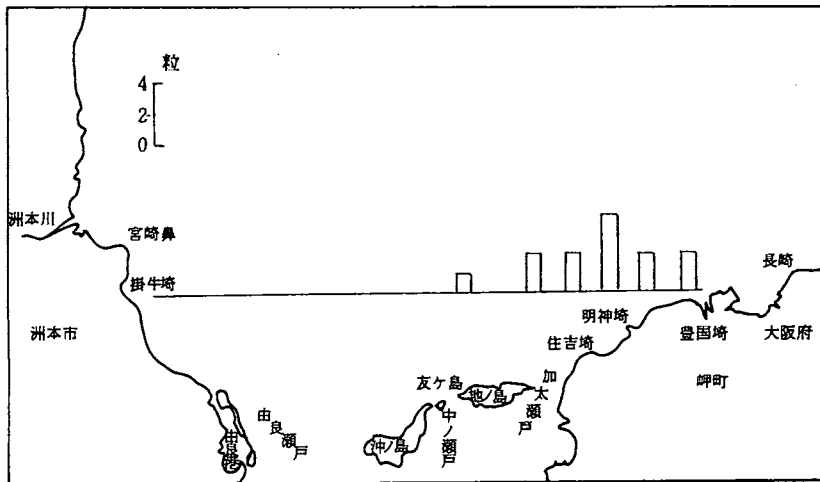 粒
4
2
0
洲本川
宮崎鼻
掛牛埼
洲本市
長崎
明神埼
住吉埼
豊国埼
大阪府
岬町
友ケ島
地ノ島
加太瀬戸
中ノ瀬戸
沖ノ島
由良瀬戸